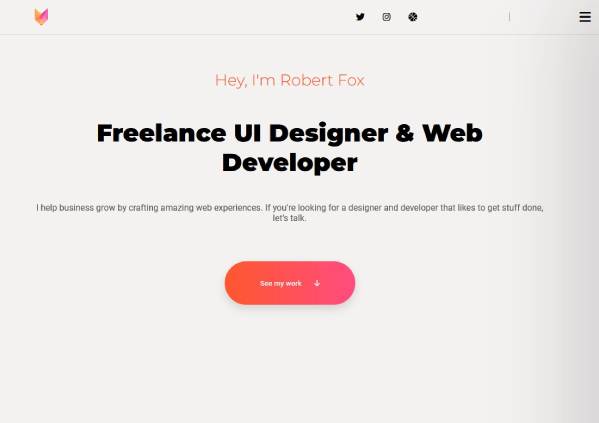 Hey, I'm Robert Fox
Freelance UI Designer & Web
Developer
I help business grow by crafting amazing web experiences. If you're looking for a designer and developer that likes to get stuff done,
let's talk.
See my work